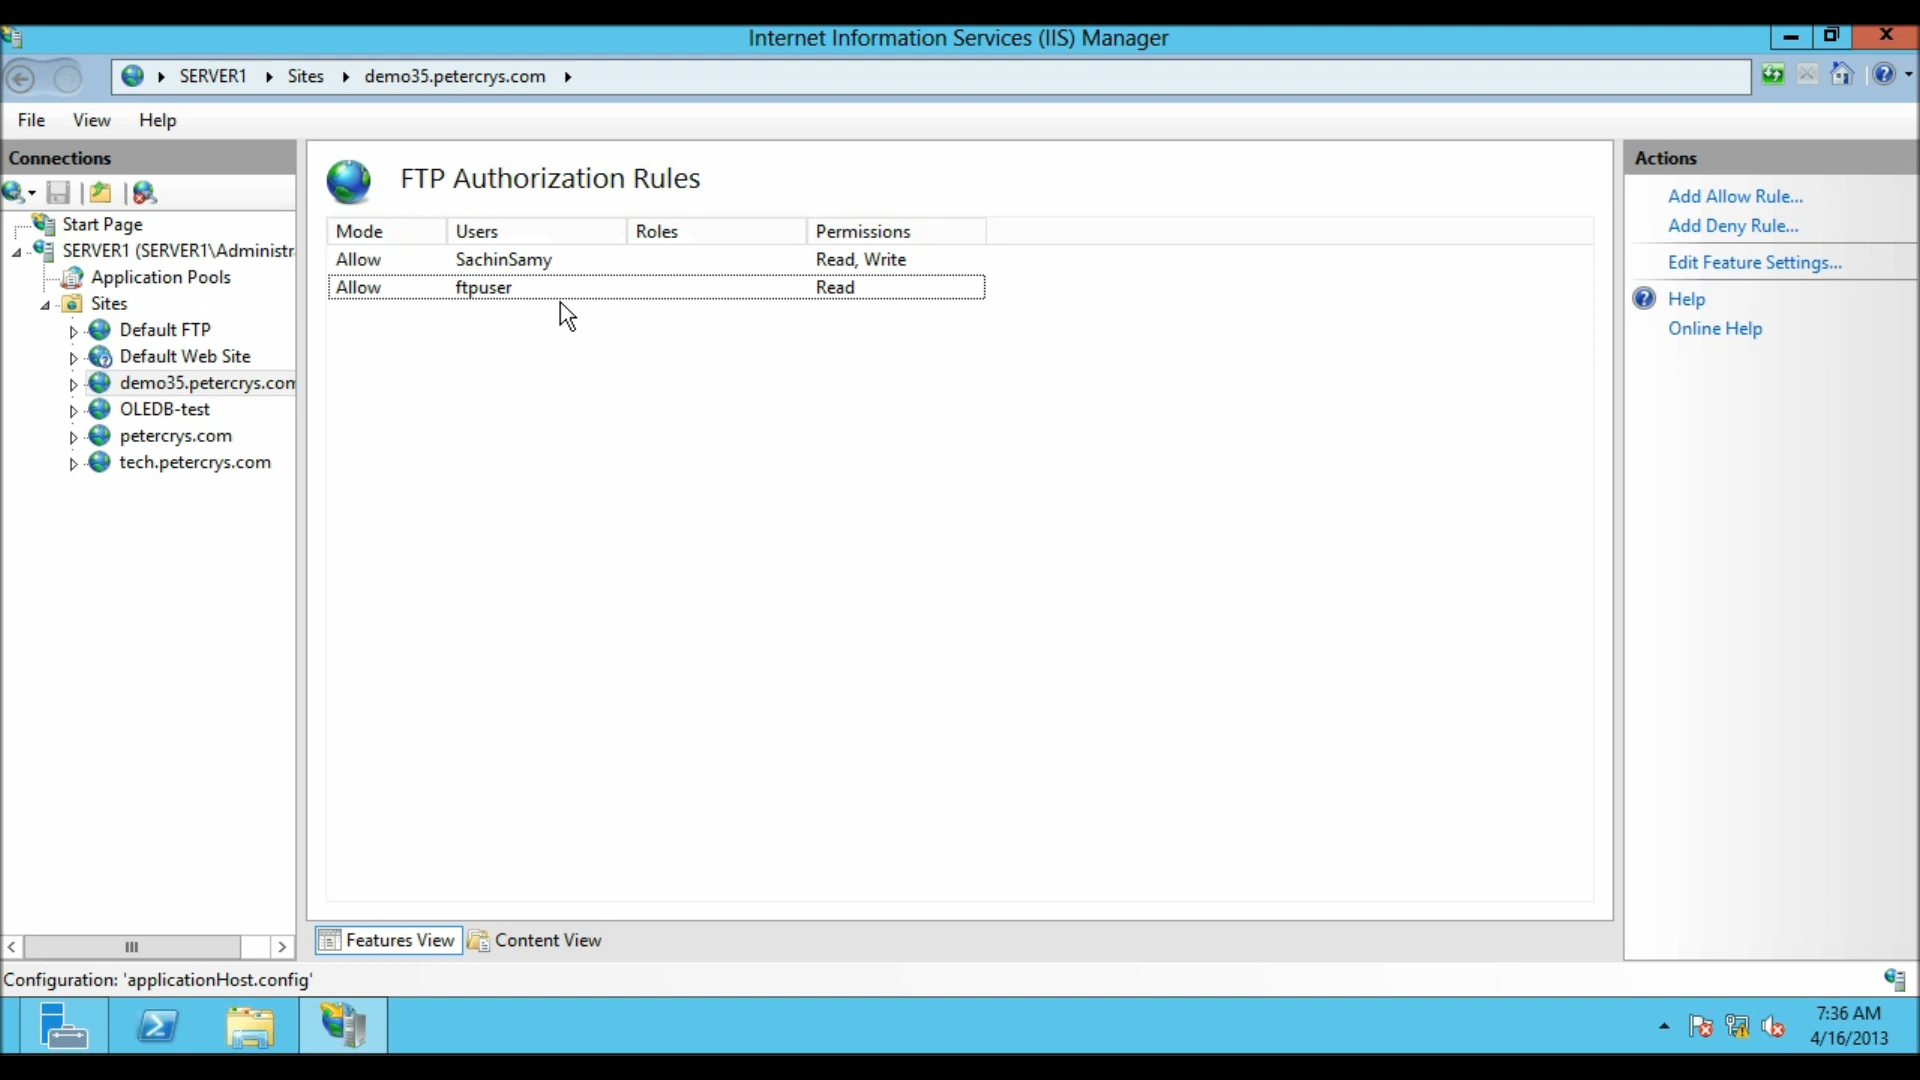 Internet Information Services (IIS) Manager
SERVER1 Sites demo35.petercrys.com
File View Help
Connections
Start Page
SERVER1 (SERVER1\Administr
Application Pools
Sites
Default FTP
Default Web Site
demo35.petercrys.com
OLEDB-test
petercrys.com
tech.petercrys.com
FTP Authorization Rules
Mode Users Roles Permissions
Allow SachinSamy Read, Write
Allow ftpuser Read
Features View Content View
Actions
Add Allow Rule...
Add Deny Rule...
Edit Feature Settings...
Help
Online Help
Configuration: 'applicationHost.config'
7:36 AM
4/16/2013